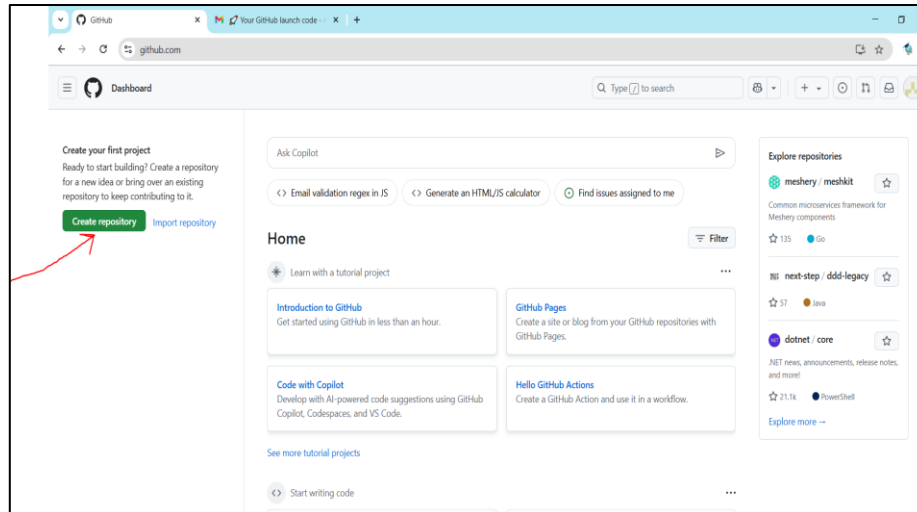 GitHub
Your GitHub launch code -
github.com
Dashboard
Type / to search
Create your first project
Ready to start building? Create a repository
for a new idea or bring over an existing
repository to keep contributing to it.
Create repository
Import repository
Ask Copilot
Email validation regex in JS
Generate an HTML/JS calculator
Find issues assigned to me
Home
Filter
Learn with a tutorial project
Introduction to GitHub
Get started using GitHub in less than an hour.
GitHub Pages
Create a site or blog from your GitHub repositories with
GitHub Pages.
Code with Copilot
Develop with AI-powered code suggestions using GitHub
Copilot, Codespaces, and VS Code.
Hello GitHub Actions
Create a GitHub Action and use it in a workflow.
See more tutorial projects
Start writing code
Explore repositories
meshery / meshkit
Common microservices framework for
Meshery components
135 Go
next-step / ddd-legacy
57 Java
dotnet / core
.NET news, announcements, release notes,
and more!
21.1k PowerShell
Explore more →